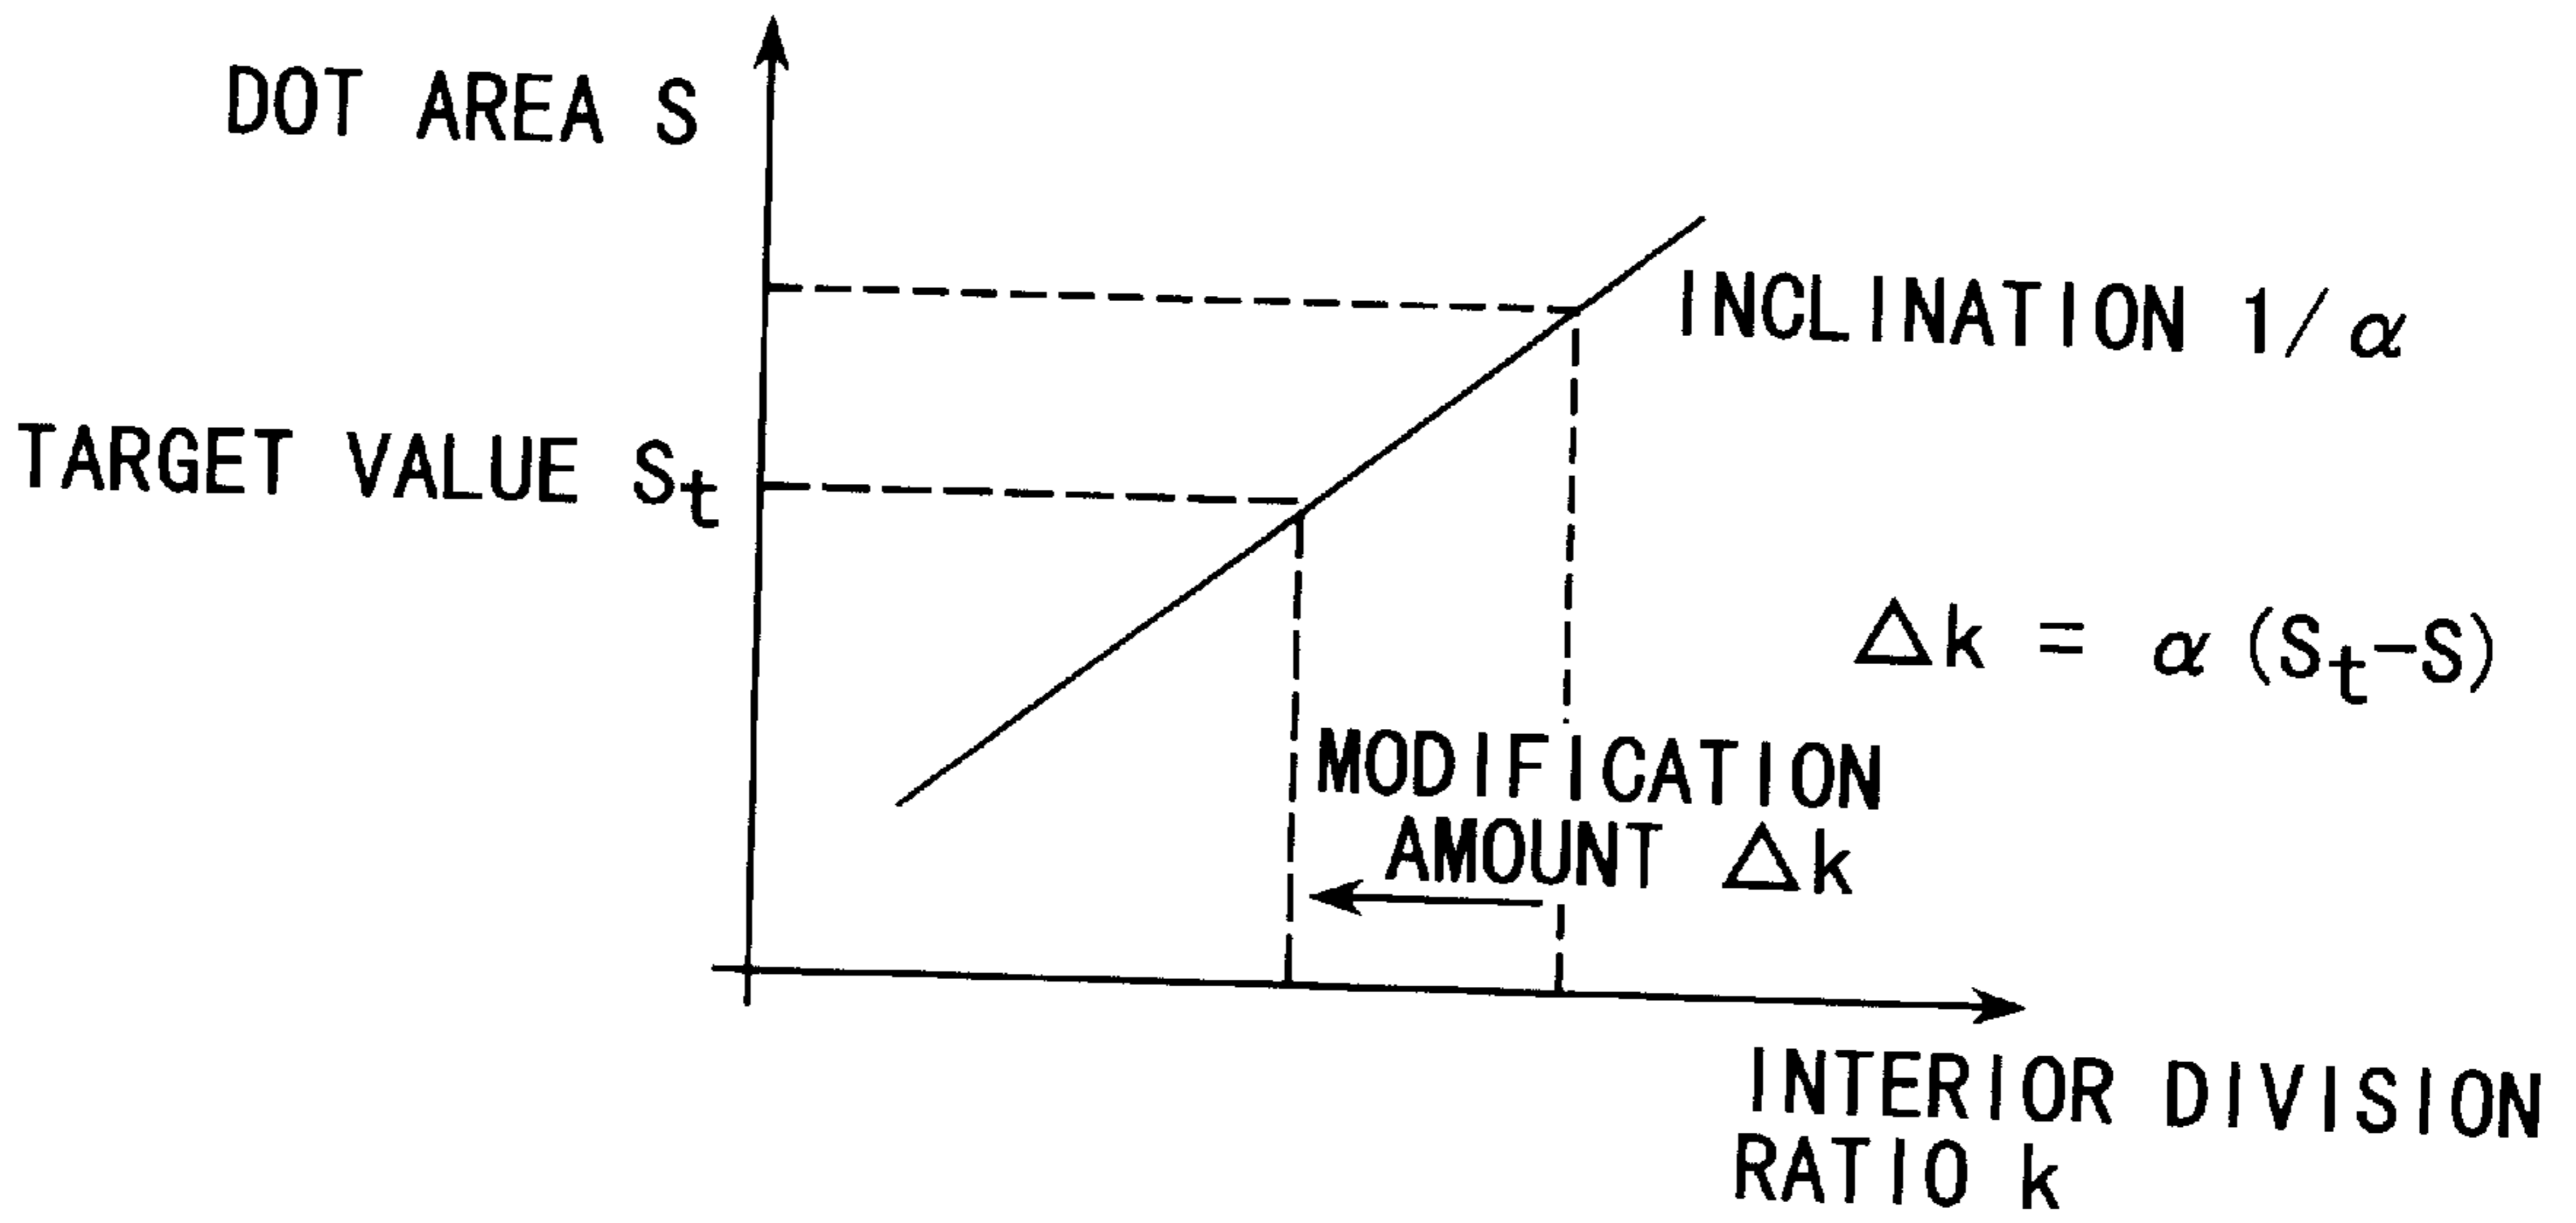 DOT AREA S
INCLINATION 1/α
TARGET VALUE Sₜ
Δk = α(Sₜ-S)
MODIFICATION
AMOUNT Δk
INTERIOR DIVISION
RATIO k